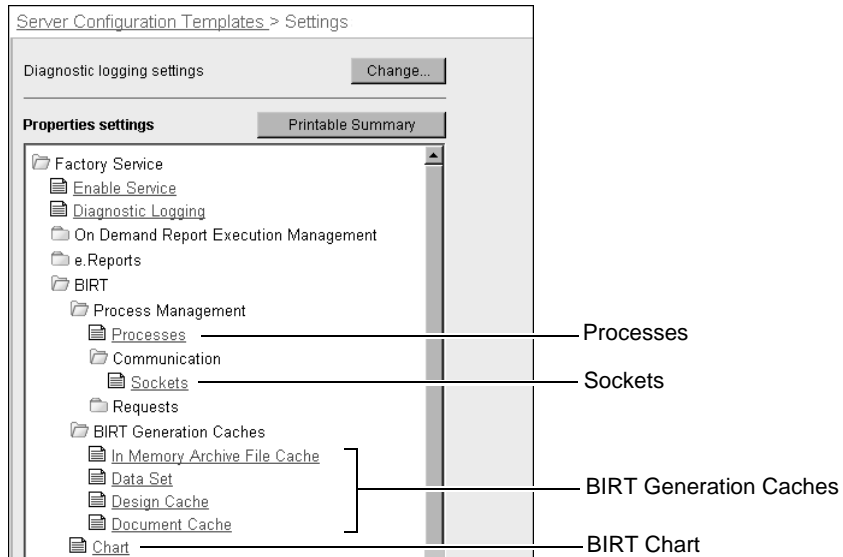 Server Configuration Templates > Settings
Diagnostic logging settings
Change...
Properties settings
Printable Summary
Factory Service
Enable Service
Diagnostic Logging
On Demand Report Execution Management
e.Reports
BIRT
Process Management
Processes
Processes
Communication
Sockets
Sockets
Requests
BIRT Generation Caches
In Memory Archive File Cache
Data Set
BIRT Generation Caches
Design Cache
Document Cache
Chart
BIRT Chart